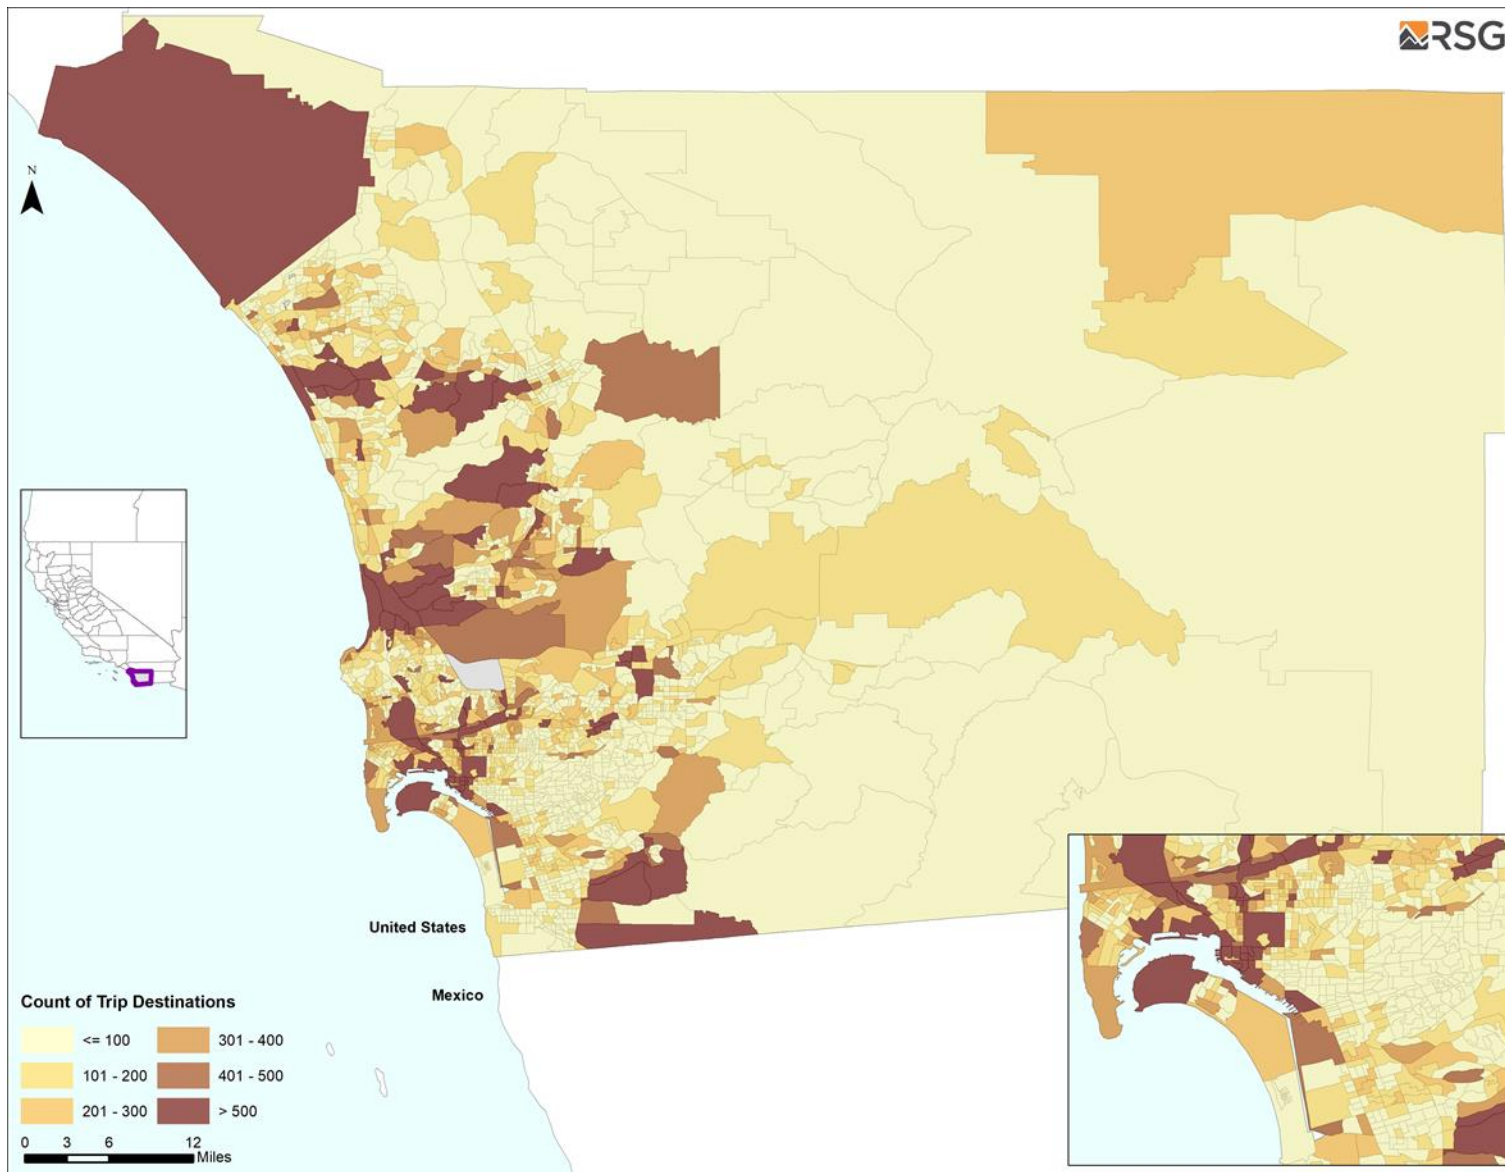 RSG
N
United States
Mexico
Count of Trip Destinations
<= 100
301 - 400
101 - 200
401 - 500
201 - 300
> 500
0 3 6 12
Miles